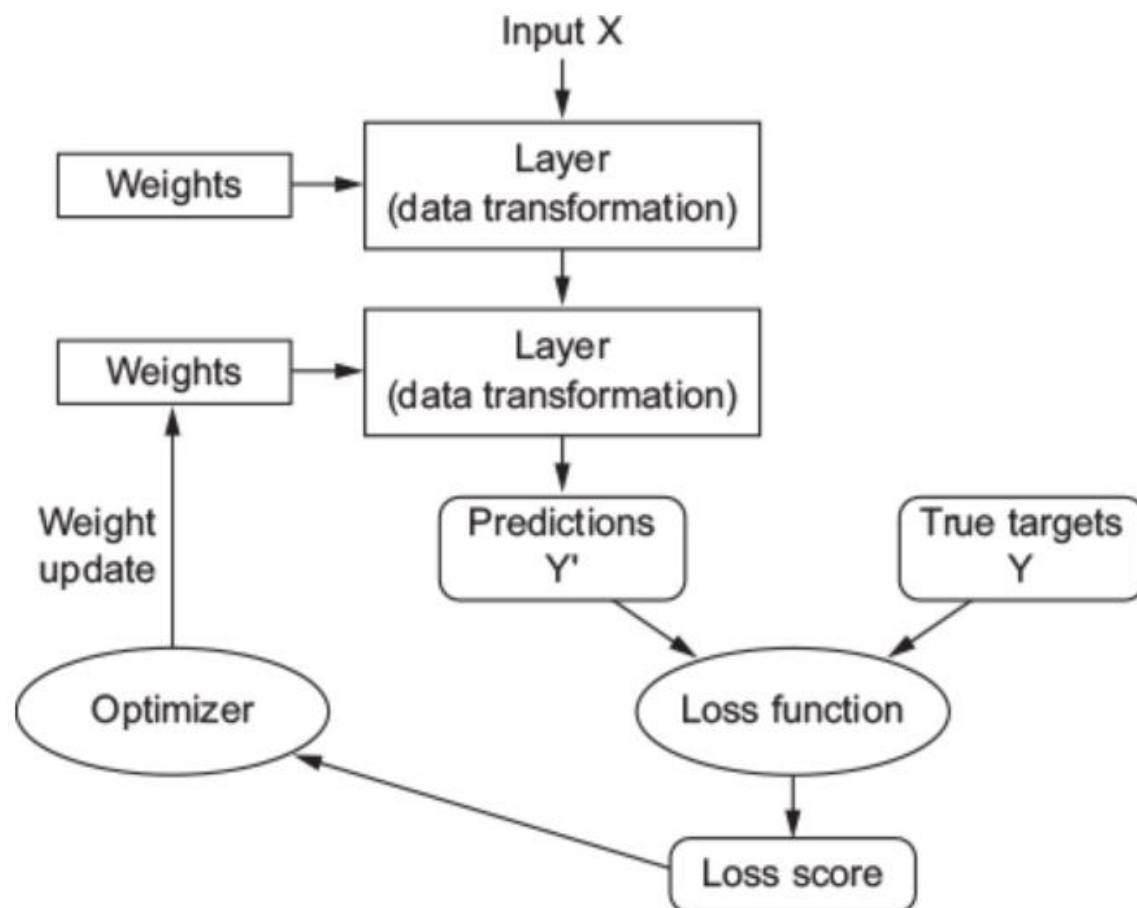 Input X
Weights
Layer
(data transformation)
Weights
Layer
(data transformation)
Weight
update
Predictions
Y'
True targets
Y
Optimizer
Loss function
Loss score